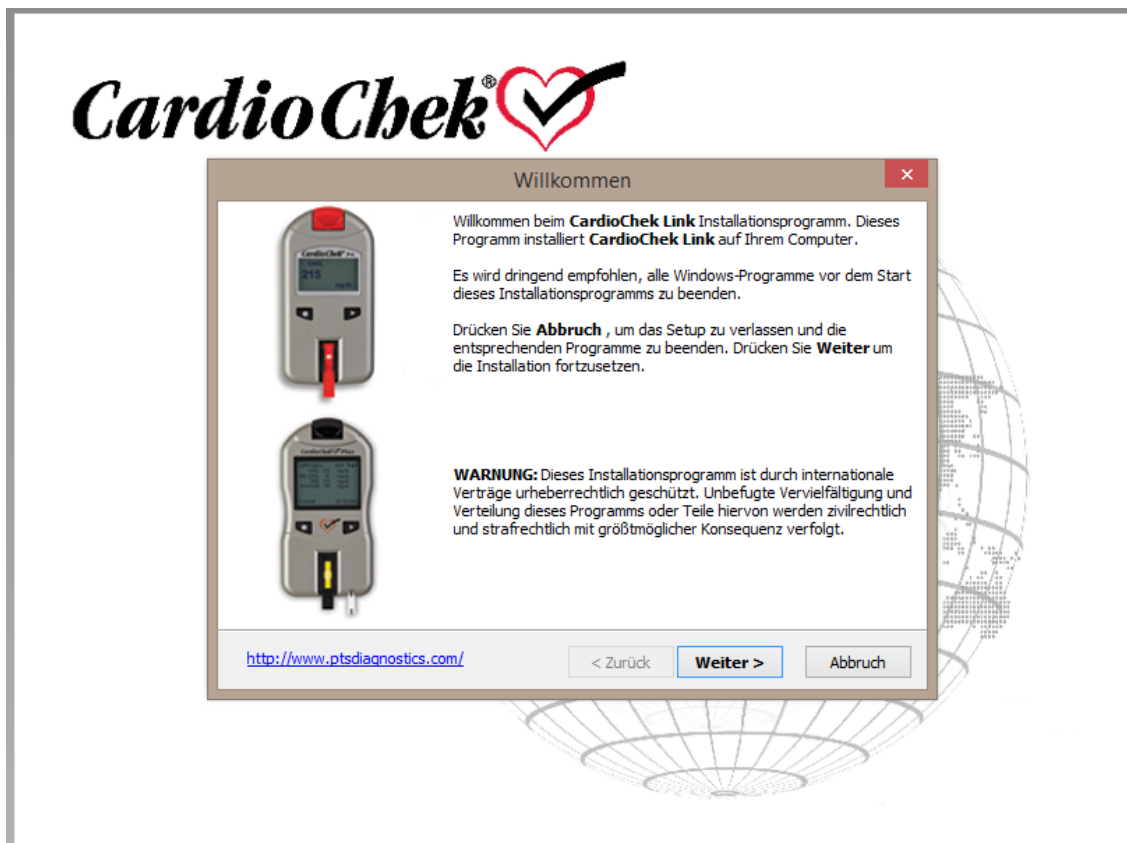 CardioChek®
Willkommen
Willkommen beim CardioChek Link Installationsprogramm. Dieses
Programm installiert CardioChek Link auf Ihrem Computer.
Es wird dringend empfohlen, alle Windows-Programme vor dem Start
dieses Installationsprogramms zu beenden.
Drücken Sie Abbruch , um das Setup zu verlassen und die
entsprechenden Programme zu beenden. Drücken Sie Weiter um
die Installation fortzusetzen.
CardioChek
215
WARNUNG: Dieses Installationsprogramm ist durch internationale
Verträge urheberrechtlich geschützt. Unbefugte Vervielfältigung und
Verteilung dieses Programms oder Teile hiervon werden zivilrechtlich
und strafrechtlich mit größtmöglicher Konsequenz verfolgt.
CardioChek Plus
http://www.ptsdiagnostics.com/
< Zurück
Weiter >
Abbruch